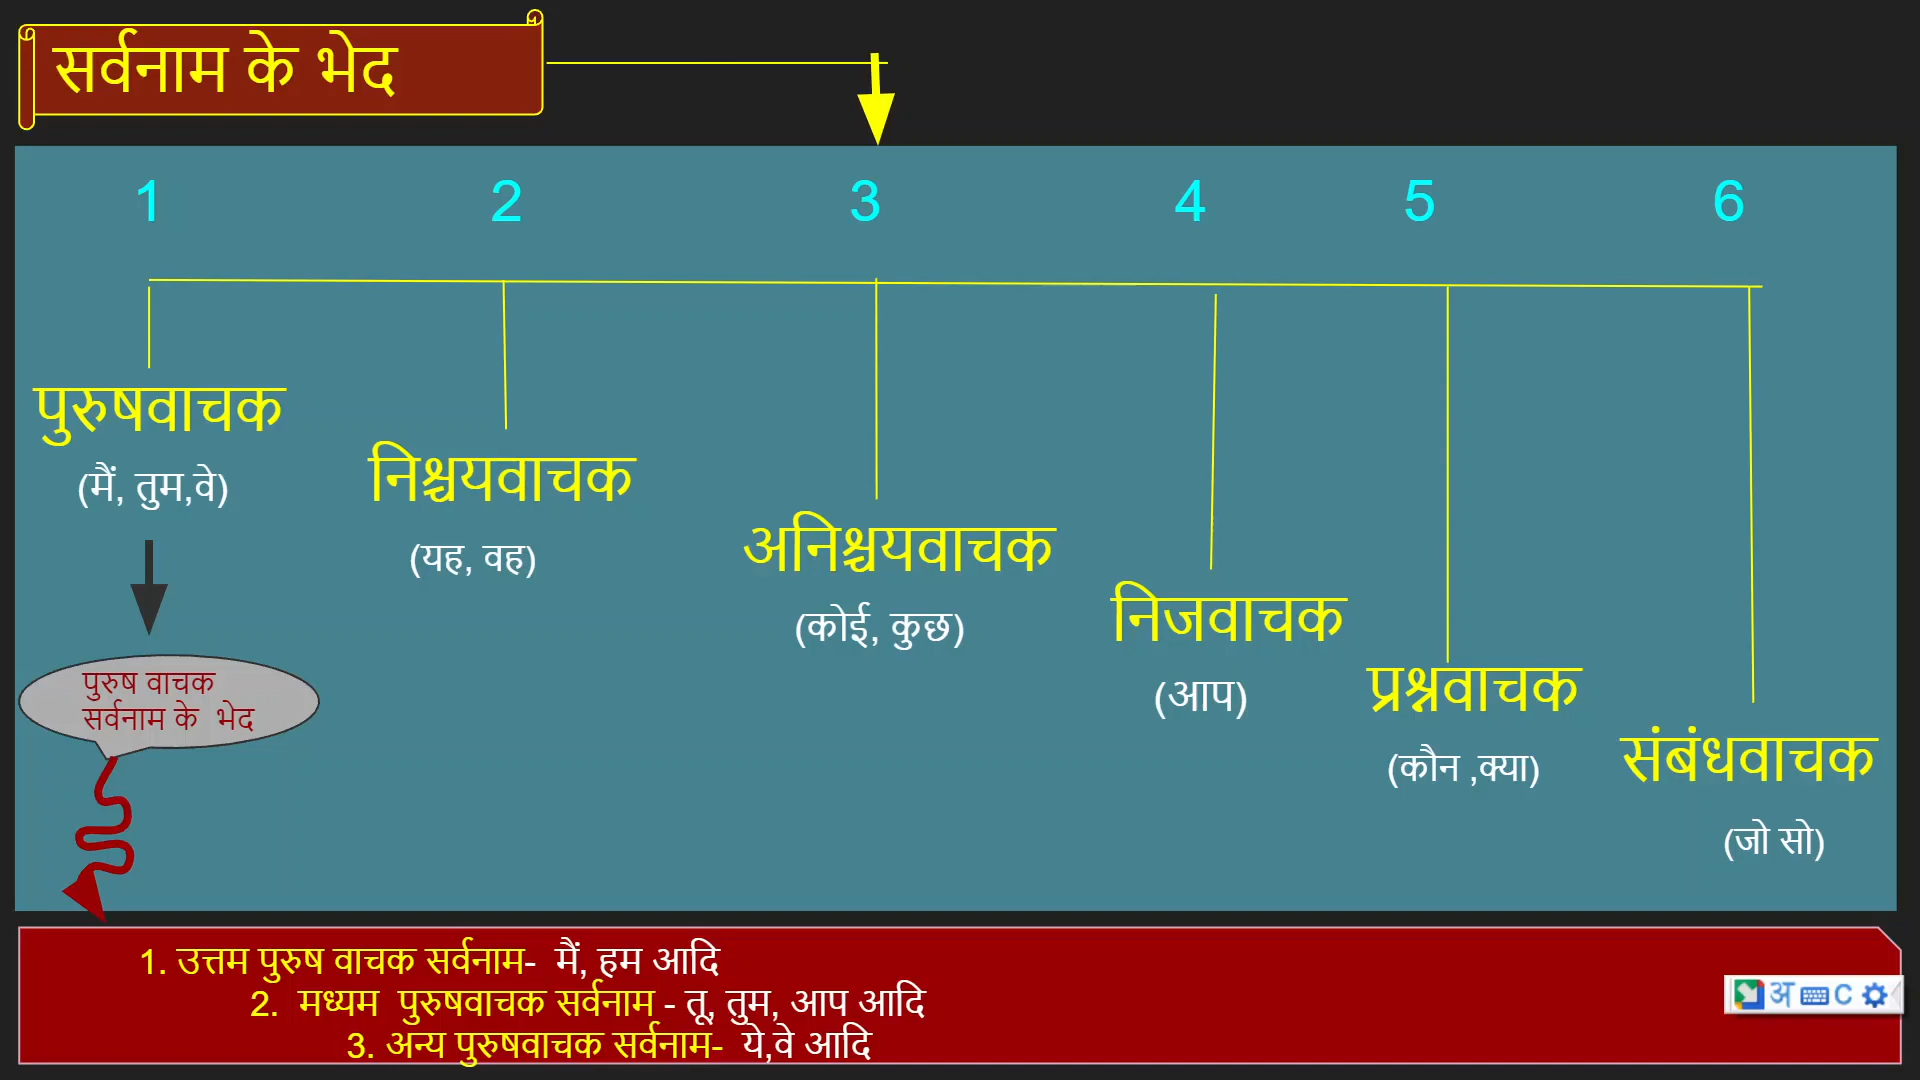 सर्वनाम के भेद
1 2 3 4 5 6
पुरुषवाचक
(मैं, तुम,वे)
निश्चयवाचक
(यह, वह)
अनिश्चयवाचक
(कोई, कुछ)
निजवाचक
(आप)
प्रश्नवाचक
(कौन ,क्या)
संबंधवाचक
(जो सो)
पुरुष वाचक
सर्वनाम के भेद
1. उत्तम पुरुष वाचक सर्वनाम- मैं, हम आदि
2. मध्यम पुरुषवाचक सर्वनाम - तू, तुम, आप आदि
3. अन्य पुरुषवाचक सर्वनाम- ये,वे आदि
अ C